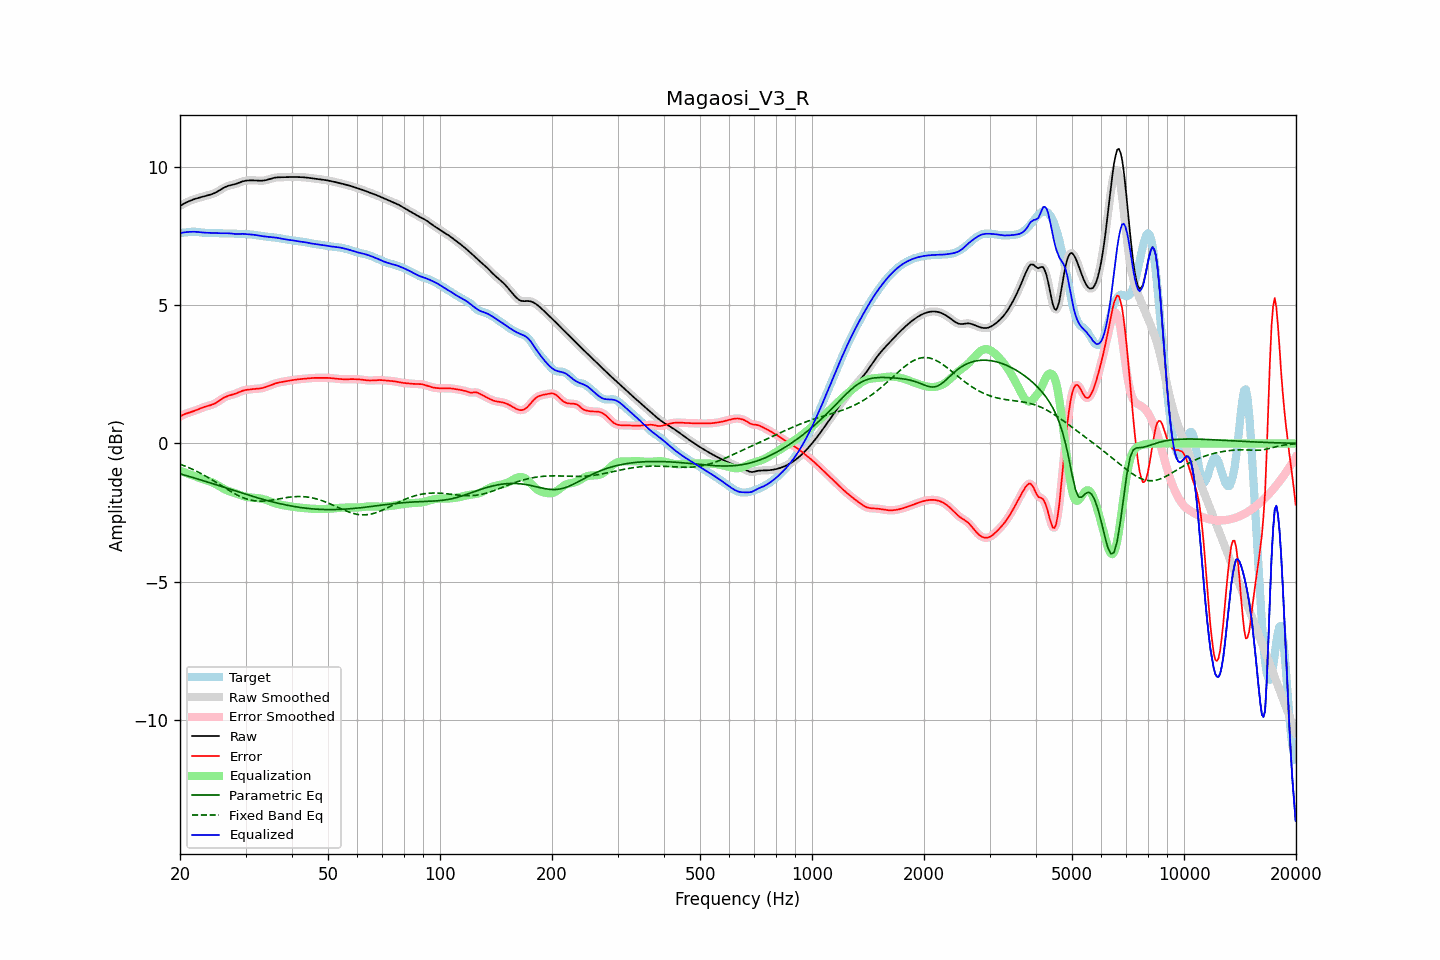 Magaosi_V3_R
Amplitude (dBr)
10
5
0
−5
−10
Target
Raw Smoothed
Error Smoothed
Raw
Error
Equalization
Parametric Eq
Fixed Band Eq
Equalized
20 50 100 200 500 1000 2000 5000 10000 20000
Frequency (Hz)